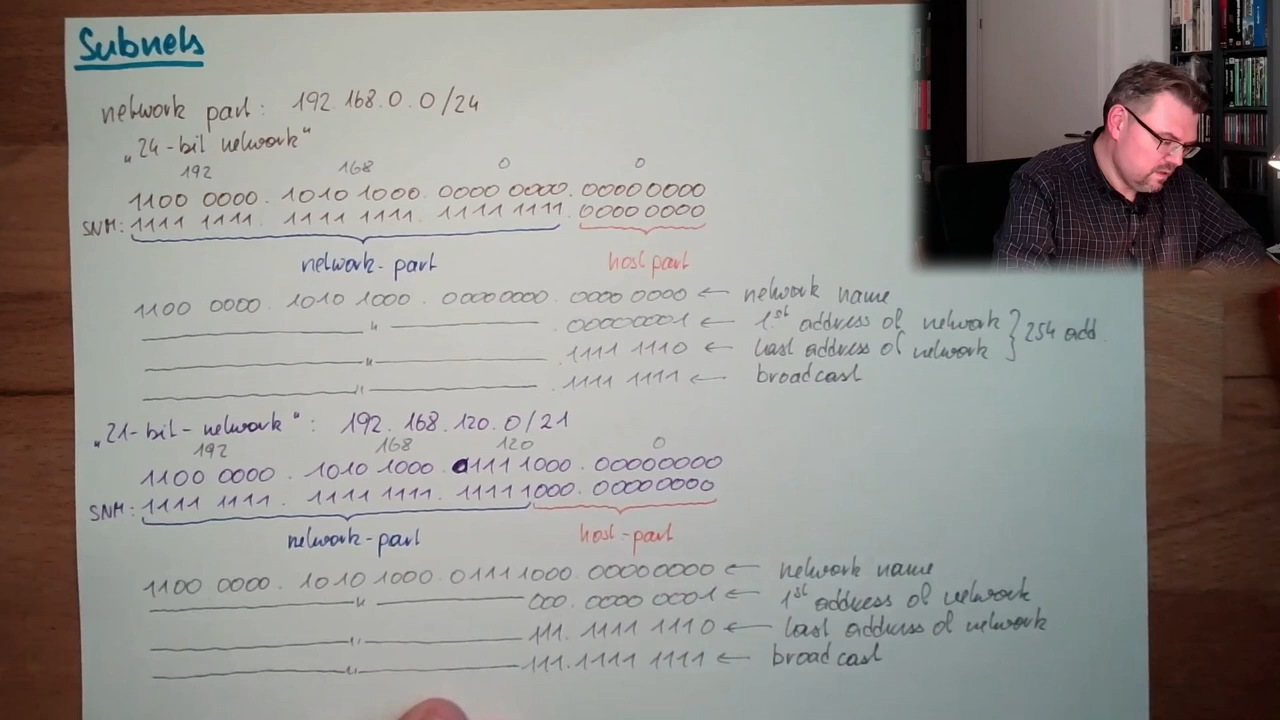 Subnets
network part: 192.168.0.0/24
„24-bit network“
192 168 0 0
1100 0000. 1010 1000. 0000 0000. 0000 0000
SNM: 1111 1111. 1111 1111. 1111 1111. 0000 0000
network-part host part
1100 0000. 1010 1000. 0000 0000. 0000 0000 ← network name
—— " —— .0000 0001 ← 1.st address of network } 254 add.
—— " —— .1111 1110 ← last address of network
—— " —— .1111 1111 ← broadcast
„21-bit-network“: 192.168.120.0/21
192 168 120 0
1100 0000. 1010 1000. 0111 1000. 0000 0000
SNM: 1111 1111. 1111 1111. 1111 1000. 0000 0000
network-part host-part
1100 0000. 1010 1000. 0111 1000. 0000 0000 ← network name
—— " —— 000. 0000 0001 ← 1st address of network
—— " —— 111. 1111 1110 ← last address of network
—— " —— 111. 1111 1111 ← broadcast